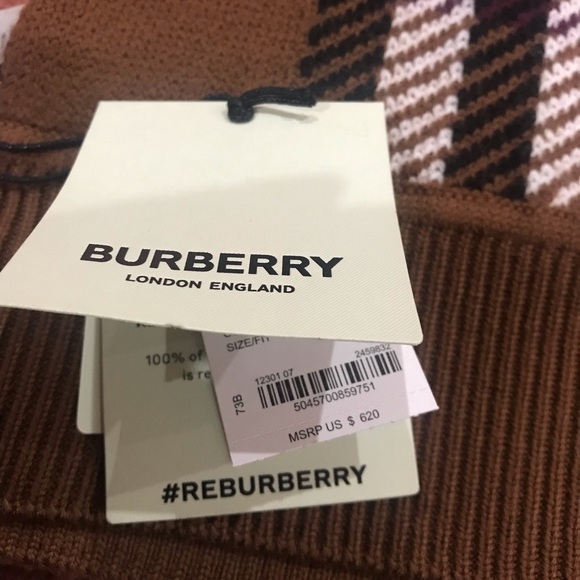 BURBERRY
LONDON ENGLAND
100% of
is re
SIZE/FIT
73B
12301 07
2459832
5045700859751
MSRP US $ 620
#REBURBERRY